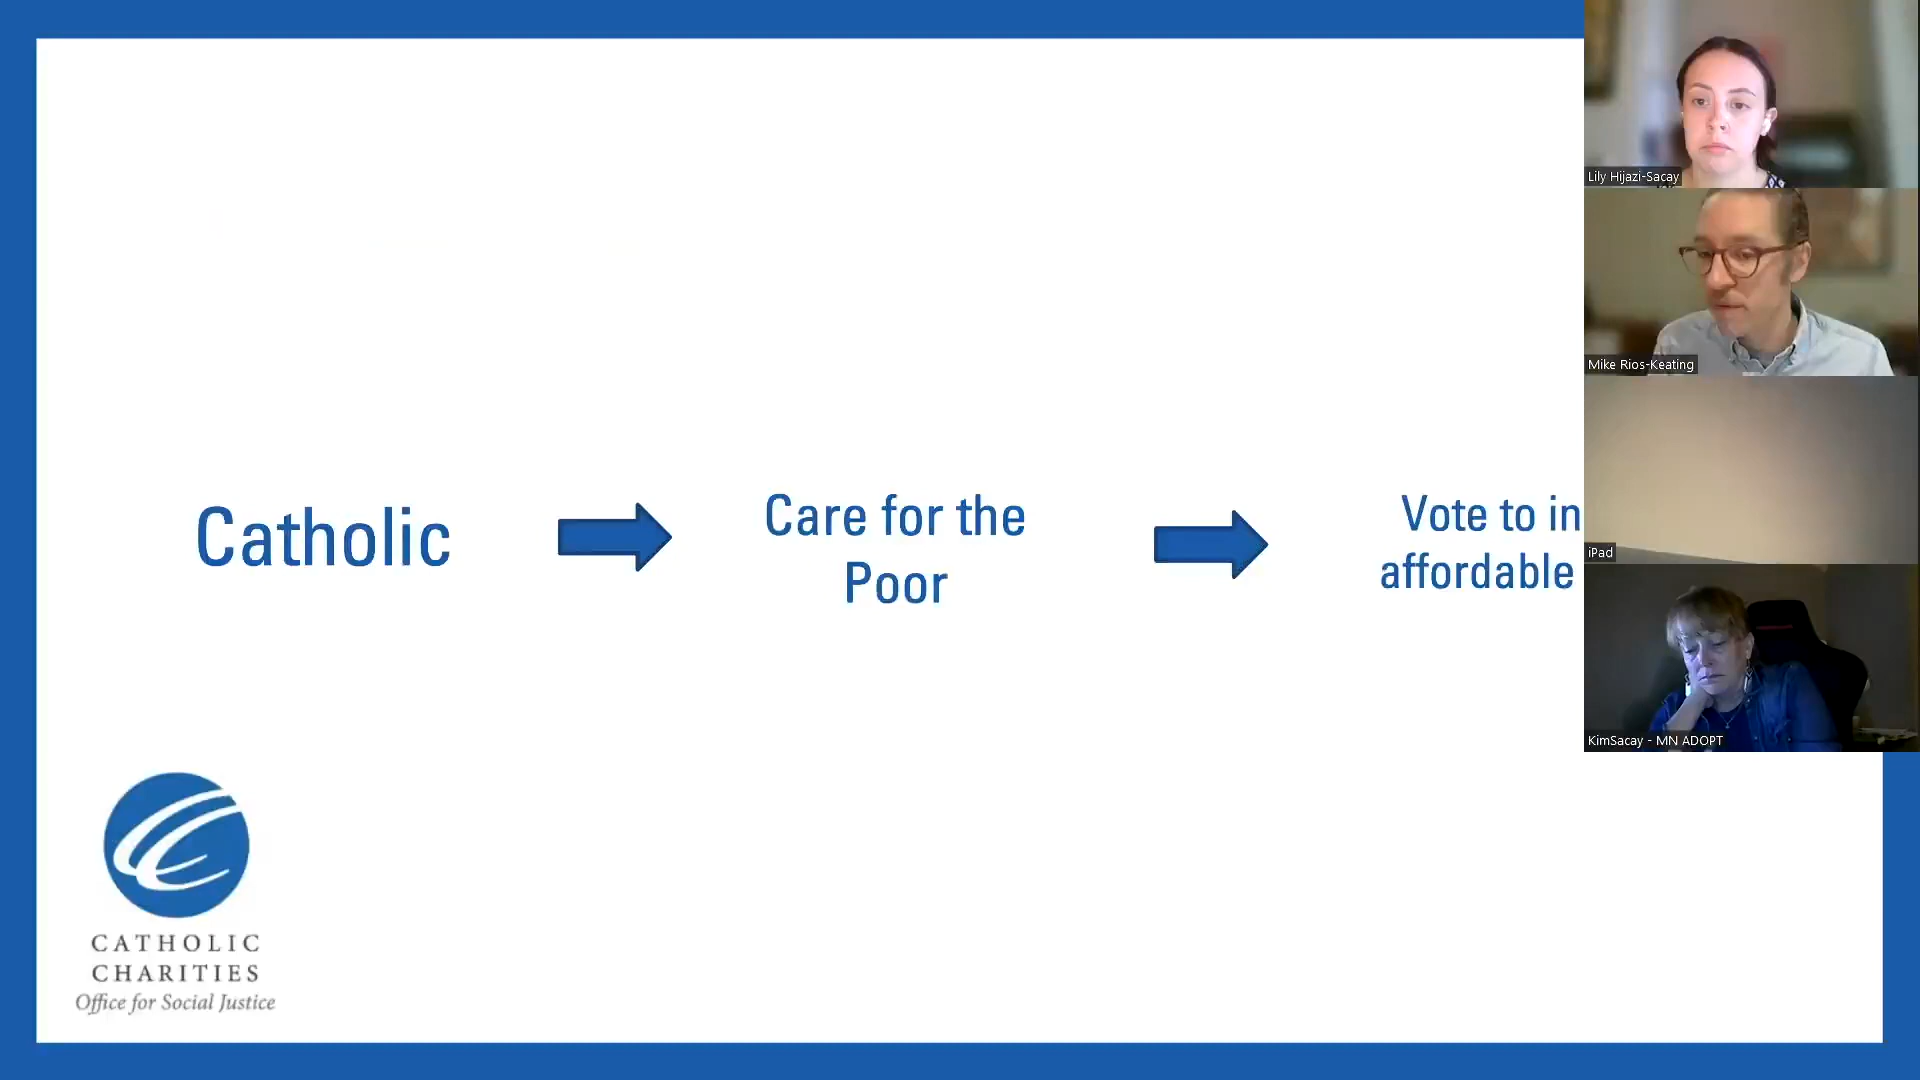 Catholic
Care for the
Poor
Vote to in
affordable
CATHOLIC
CHARITIES
Office for Social Justice
Lily Hijazi-Sacay
Mike Rios-Keating
iPad
KimSacay - MN ADOPT